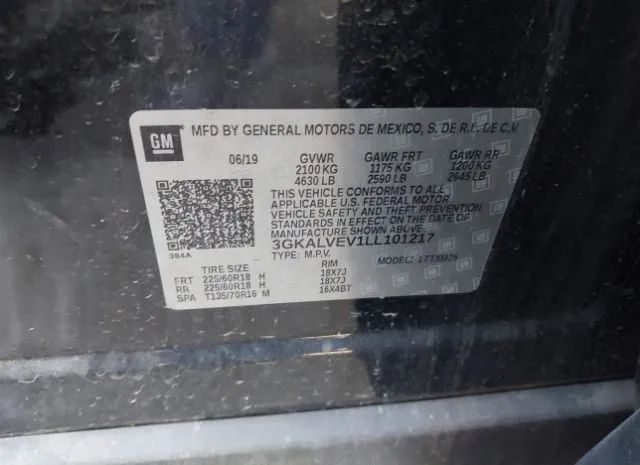 GM
MFD BY GENERAL MOTORS DE MEXICO, S. DE R.L. DE C.V.
06/19 GVWR GAWR FRT GAWR RR
2100 KG 1175 KG 1200 KG
4630 LB 2590 LB 2645 LB
THIS VEHICLE CONFORMS TO ALL
APPLICABLE U.S. FEDERAL MOTOR
VEHICLE SAFETY AND THEFT PREVENTION
STANDARDS IN EFFECT ON THE DATE OF
MANUFACTURE SHOWN ABOVE.
3GKALVEV1LL101217
384A
TYPE: M.P.V. MODEL: 1TXM26
TIRE SIZE RIM
FRT 225/60R18 H 18X7J
RR 225/60R18 H 18X7J
SPA T135/70R16 M 16X4BT